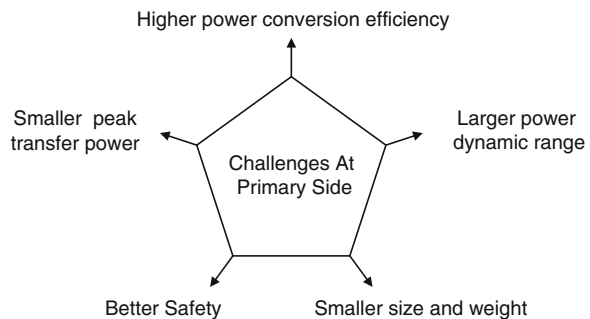 Higher power conversion efficiency
Smaller peak
transfer power
Larger power
dynamic range
Challenges At
Primary Side
Better Safety
Smaller size and weight